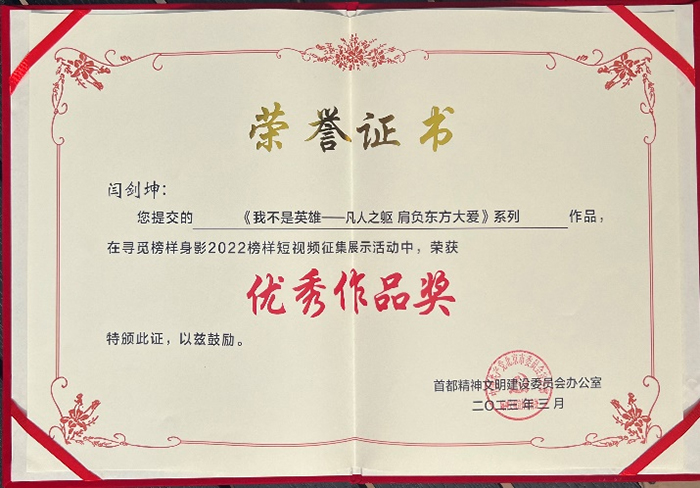 荣誉证书
闫剑坤：
您提交的 《我不是英雄——凡人之躯 肩负东方大爱》系列 作品，
在寻觅榜样身影2022榜样短视频征集展示活动中，荣获
优秀作品奖
特颁此证，以兹鼓励。
首都精神文明建设委员会办公室
二〇二三年三月